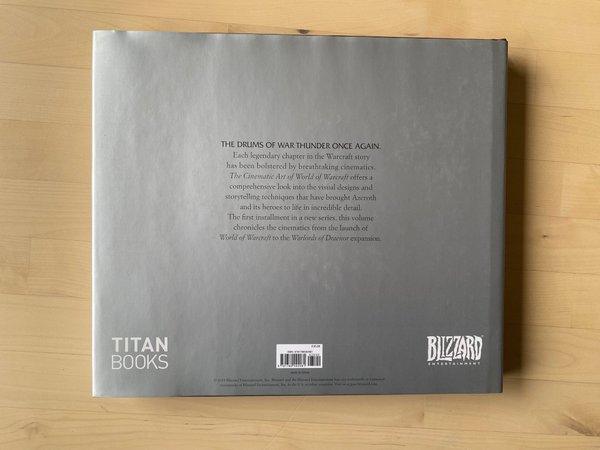 THE DRUMS OF WAR THUNDER ONCE AGAIN.
Each legendary chapter in the Warcraft story
has been bolstered by breathtaking cinematics.
The Cinematic Art of World of Warcraft offers a
comprehensive look into the visual designs and
storytelling techniques that have brought Azeroth
and its heroes to life in incredible detail.
The first installment in a new series, this volume
chronicles the cinematics from the launch of
World of Warcraft to the Warlords of Draenor expansion.
TITAN
BOOKS
BLIZZARD
ENTERTAINMENT